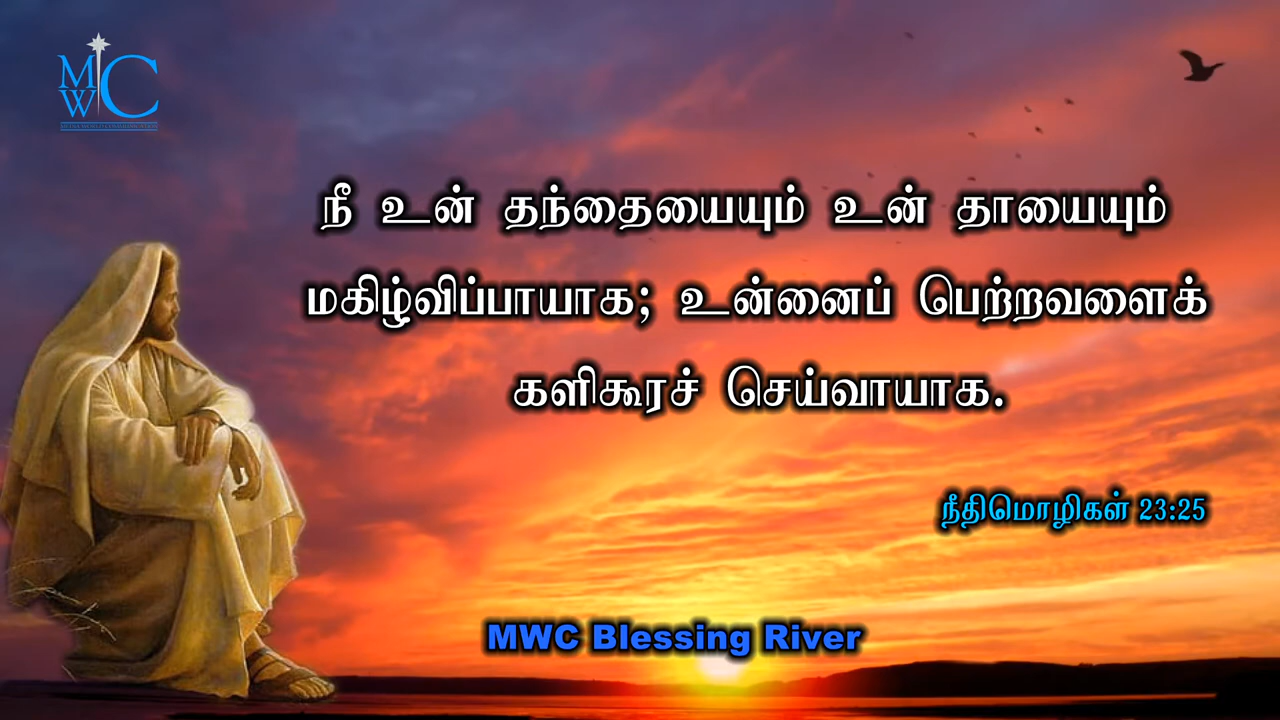 MWC
நீ உன் தந்தையையும் உன் தாயையும்
மகிழ்விப்பாயாக; உன்னைப் பெற்றவளைக்
களிகூரச் செய்வாயாக.
நீதிமொழிகள் 23:25
MWC Blessing River